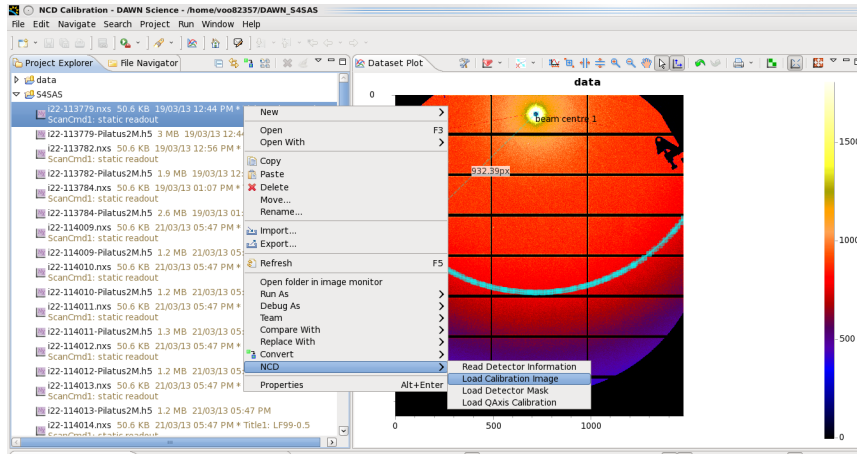 NCD Calibration - DAWN Science - /home/voo82357/DAWN_S4SAS
File Edit Navigate Search Project Run Window Help
Project Explorer File Navigator
data
S4SAS
i22-113779.nxs 50.6 KB 19/03/13 12:44 PM *
ScanCmd1: static readout
i22-113779-Pilatus2M.h5 3 MB 19/03/13 12:44
i22-113782.nxs 50.6 KB 19/03/13 12:56 PM *
ScanCmd1: static readout
i22-113782-Pilatus2M.h5 1.9 MB 19/03/13 12:
i22-113784.nxs 50.6 KB 19/03/13 01:07 PM *
ScanCmd1: static readout
i22-113784-Pilatus2M.h5 2.6 MB 19/03/13 01:
i22-114009.nxs 50.6 KB 21/03/13 05:47 PM *
ScanCmd1: static readout
i22-114009-Pilatus2M.h5 1.2 MB 21/03/13 05:
i22-114010.nxs 50.6 KB 21/03/13 05:47 PM *
ScanCmd1: static readout
i22-114010-Pilatus2M.h5 1.2 MB 21/03/13 05:
i22-114011.nxs 50.6 KB 21/03/13 05:47 PM *
ScanCmd1: static readout
i22-114011-Pilatus2M.h5 1.3 MB 21/03/13 05:
i22-114012.nxs 50.6 KB 21/03/13 05:47 PM *
ScanCmd1: static readout
i22-114012-Pilatus2M.h5 1.2 MB 21/03/13 05:
i22-114013.nxs 50.6 KB 21/03/13 05:47 PM *
ScanCmd1: static readout
i22-114013-Pilatus2M.h5 1.2 MB 21/03/13 05:47 PM
i22-114014.nxs 50.6 KB 21/03/13 05:47 PM * Title1: LF99-0.5
ScanCmd1: static readout
New
Open F3
Open With
Copy
Paste
Delete
Move...
Rename...
Import...
Export...
Refresh F5
Open folder in image monitor
Run As
Debug As
Team
Compare With
Replace With
Convert
NCD
Properties Alt+Enter
Read Detector Information
Load Calibration Image
Load Detector Mask
Load QAxis Calibration
Dataset Plot
data
0
beam centre 1
932.39px
0 500 1000
1500
1000
500
0